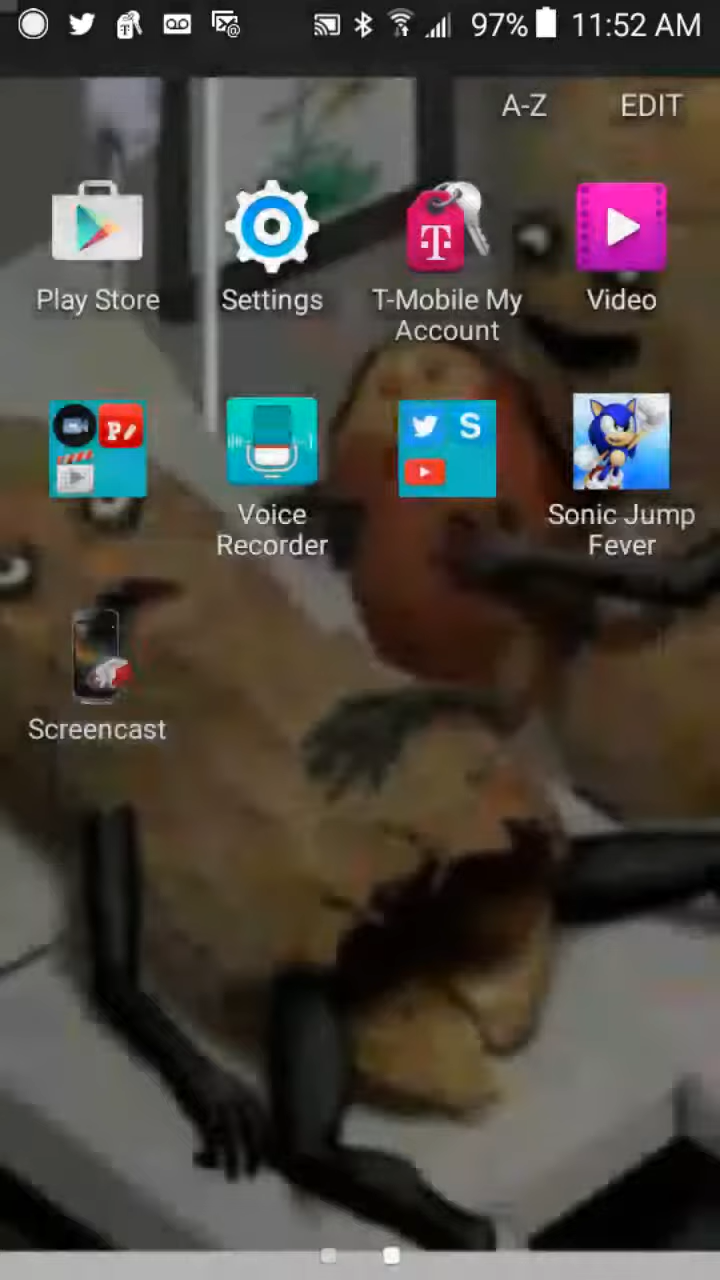 97% 11:52 AM
A-Z EDIT
Play Store Settings T-Mobile My Account Video
Voice Recorder Sonic Jump Fever
Screencast